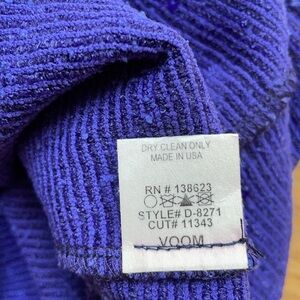 DRY CLEAN ONLY
MADE IN USA
RN # 138623
STYLE# D-8271
CUT# 11343
VOOM